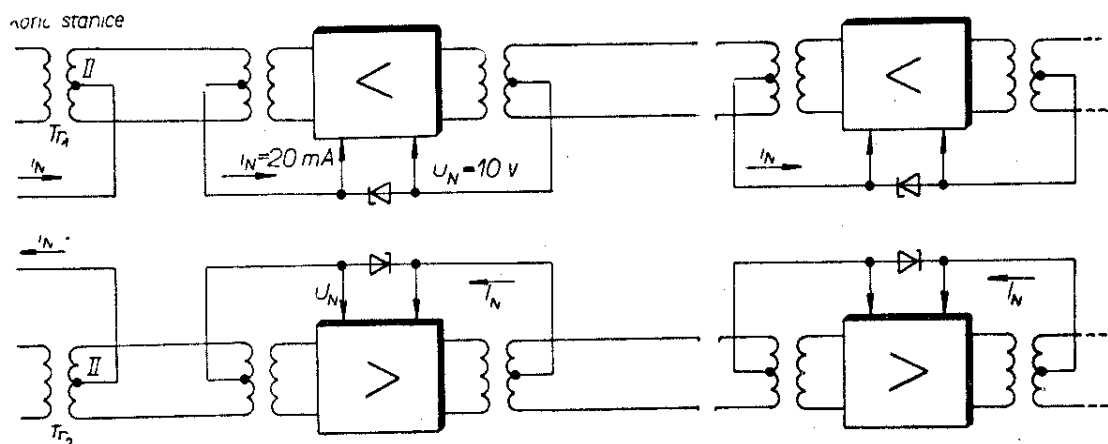 stanice
II
<
<
Tr1
IN
IN=20 mA
UN=10 V
IN
IN
UN
IN
IN
II
>
>
Tr2